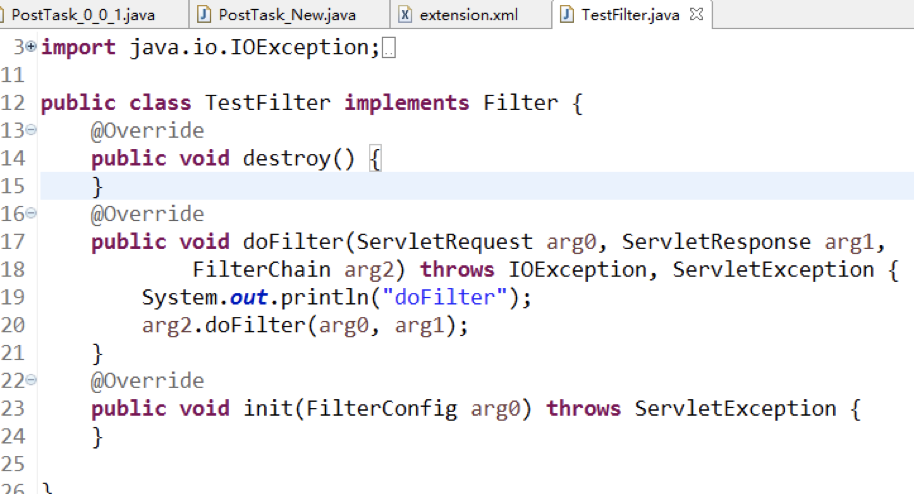 PostTask_0_0_1.java PostTask_New.java extension.xml TestFilter.java
3 import java.io.IOException;
11
12 public class TestFilter implements Filter {
13     @Override
14     public void destroy() {
15     }
16     @Override
17     public void doFilter(ServletRequest arg0, ServletResponse arg1,
18             FilterChain arg2) throws IOException, ServletException {
19         System.out.println("doFilter");
20         arg2.doFilter(arg0, arg1);
21     }
22     @Override
23     public void init(FilterConfig arg0) throws ServletException {
24     }
25
26 }